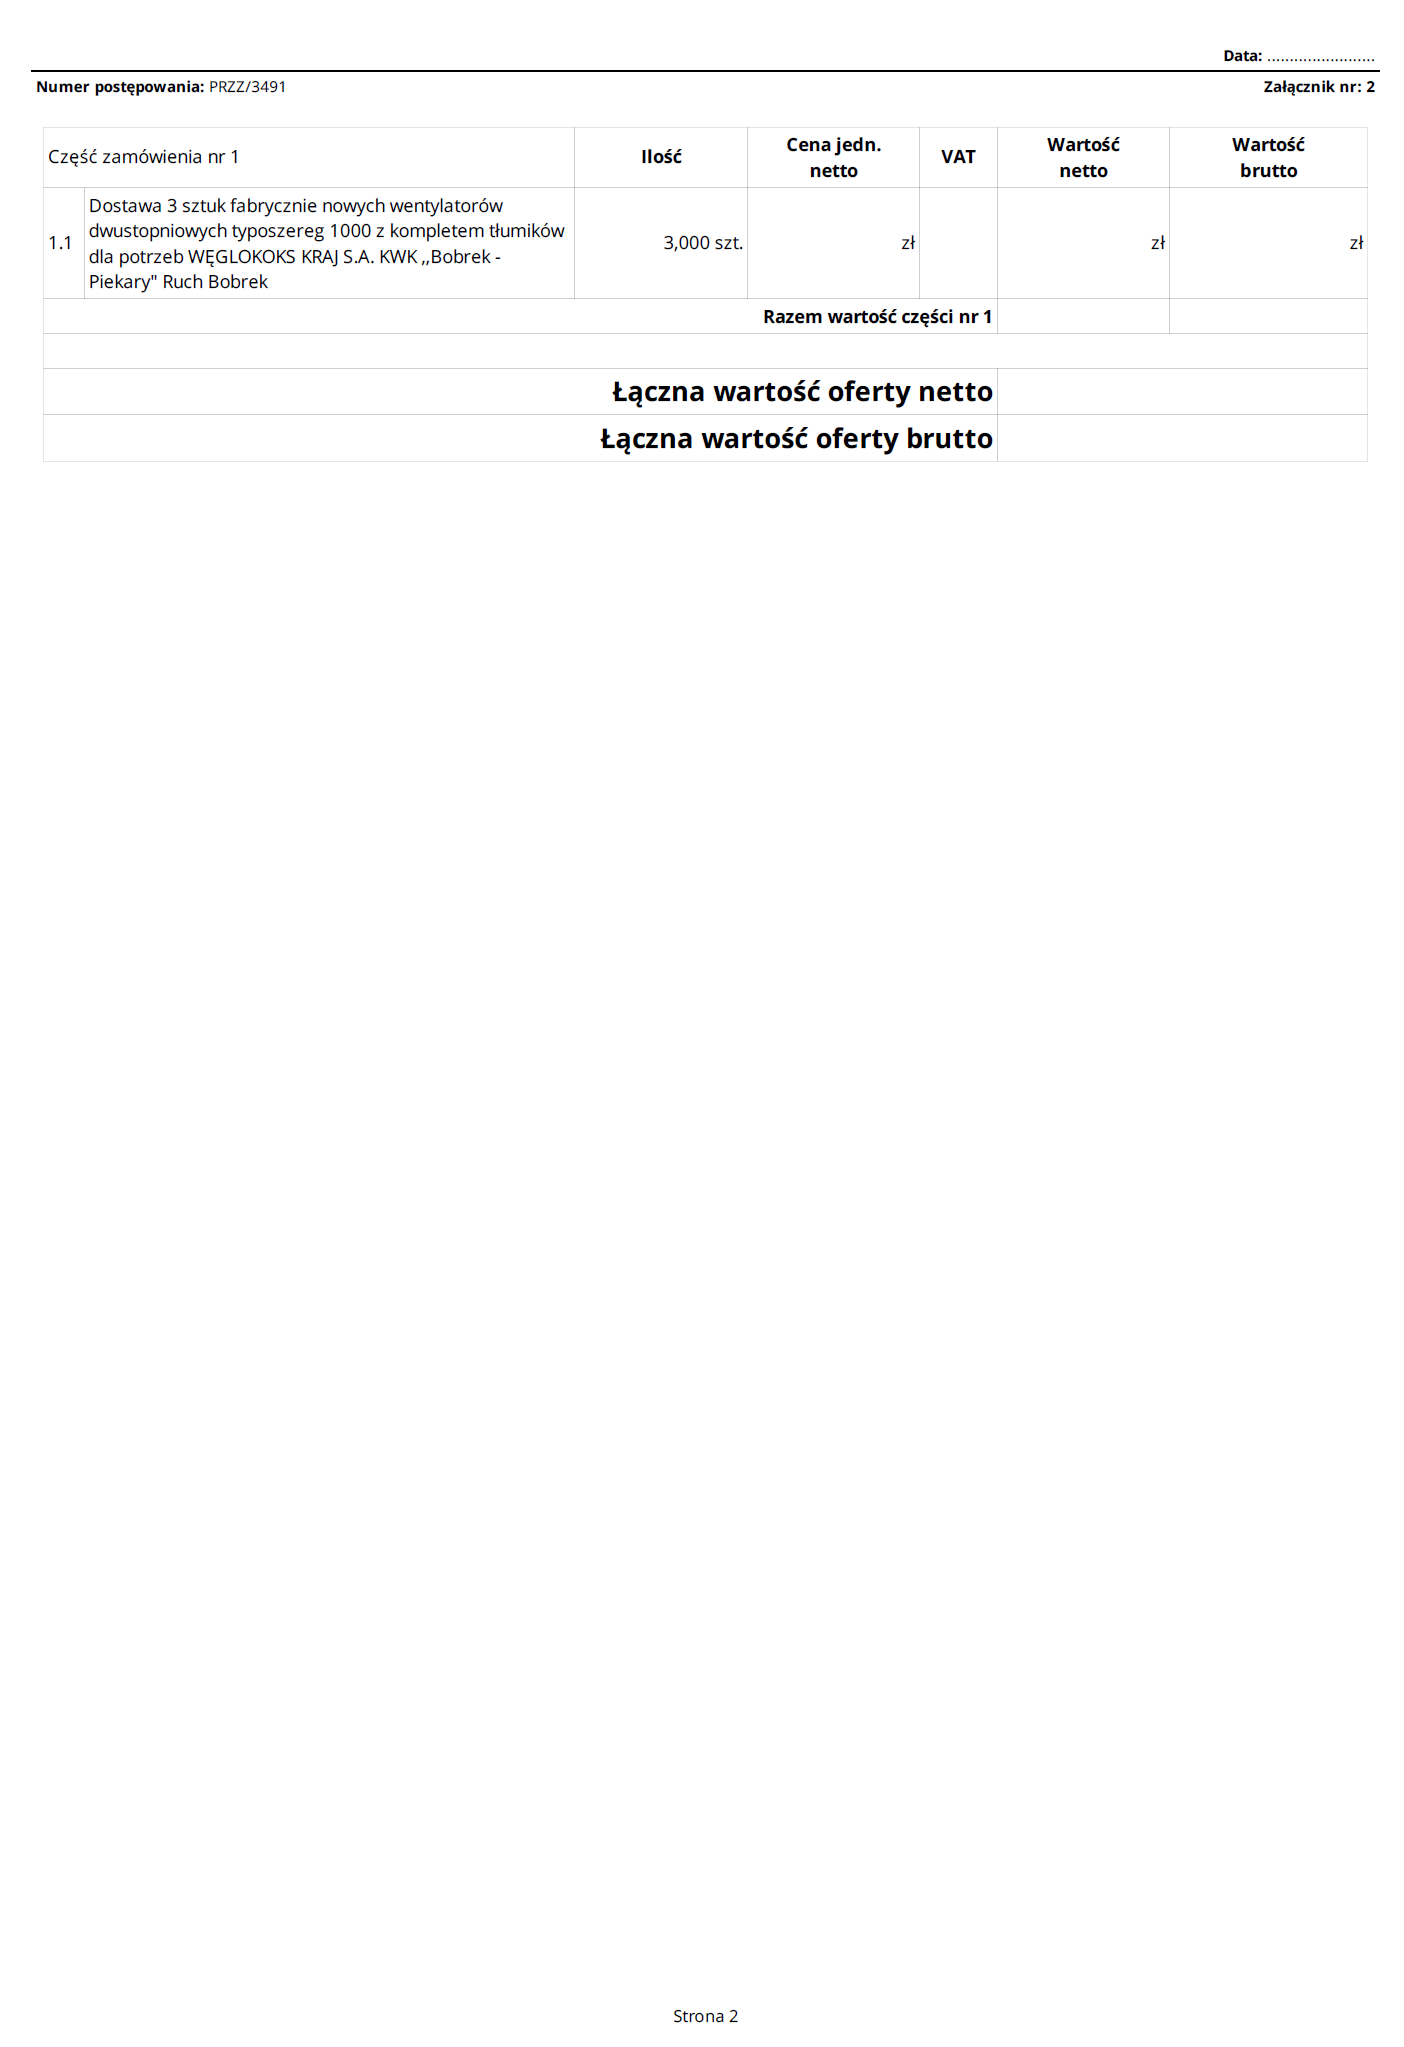 Data: ........................
Numer postępowania: PRZZ/3491 Załącznik nr: 2
Część zamówienia nr 1 Ilość Cena jedn. netto VAT Wartość netto Wartość brutto
1.1 Dostawa 3 sztuk fabrycznie nowych wentylatorów
dwustopniowych typoszereg 1000 z kompletem tłumików
dla potrzeb WĘGLOKOKS KRAJ S.A. KWK ,,Bobrek -
Piekary" Ruch Bobrek
3,000 szt. zł zł zł
Razem wartość części nr 1
Łączna wartość oferty netto
Łączna wartość oferty brutto
Strona 2